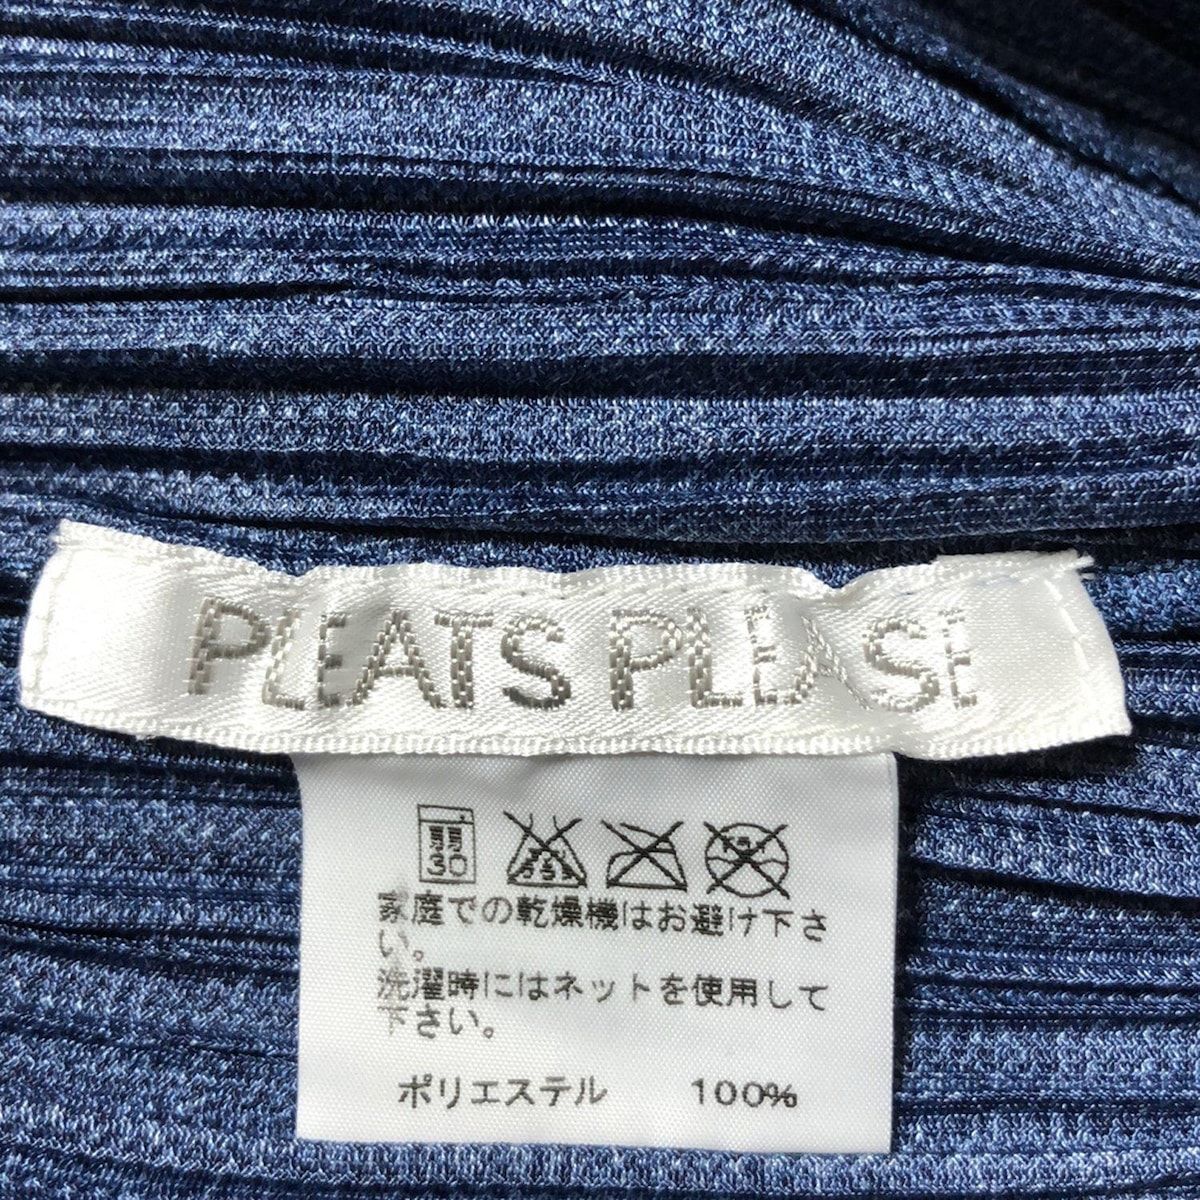 PLEATS PLEASE
30
家庭での乾燥機はお避け下さ
い。
洗濯時にはネットを使用して
下さい。
ポリエステル 100%